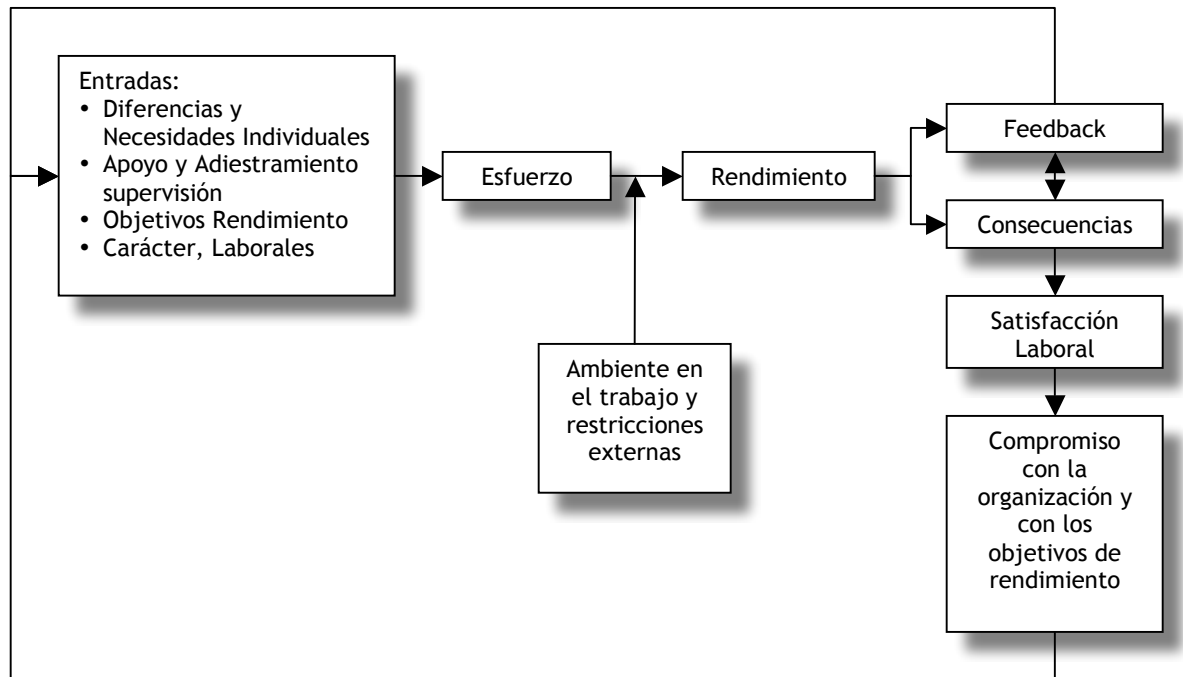 Entradas:
• Diferencias y
Necesidades Individuales
• Apoyo y Adiestramiento
supervisión
• Objetivos Rendimiento
• Carácter, Laborales
Esfuerzo
Rendimiento
Feedback
Consecuencias
Satisfacción
Laboral
Ambiente en
el trabajo y
restricciones
externas
Compromiso
con la
organización y
con los
objetivos de
rendimiento